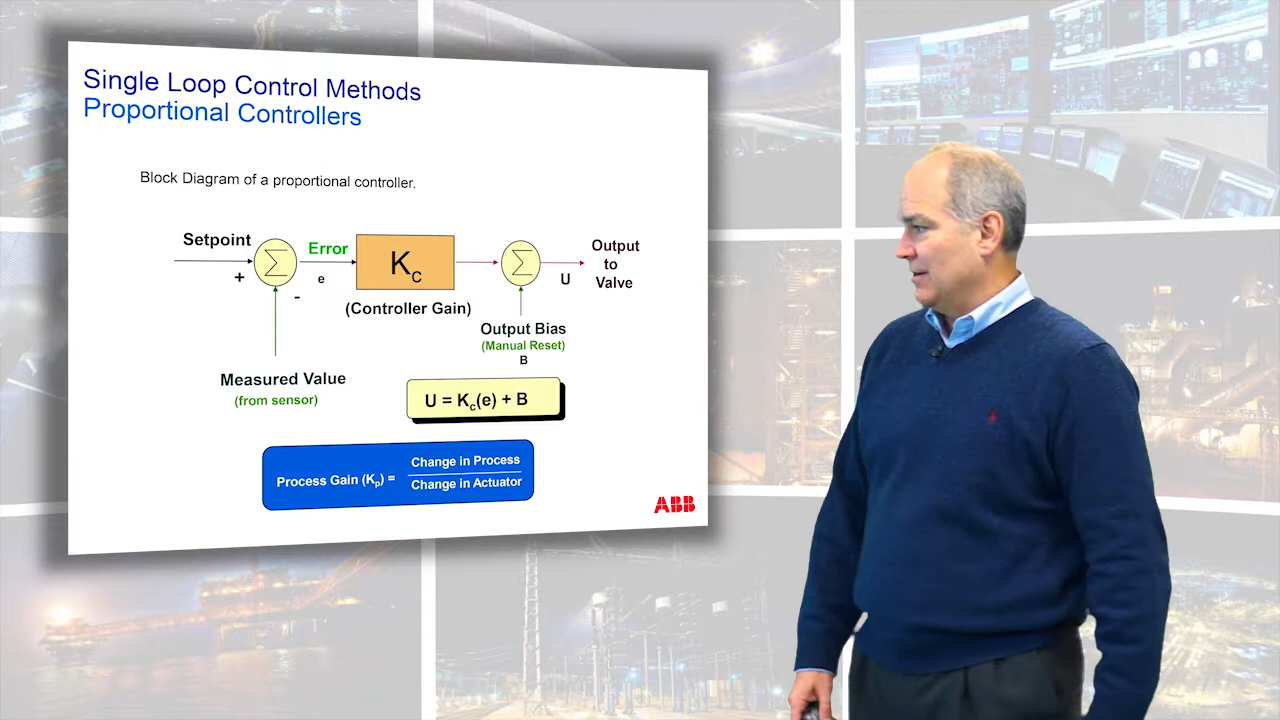 Single Loop Control Methods
Proportional Controllers
Block Diagram of a proportional controller.
Setpoint
+
Σ
-
Error
e
Kc
(Controller Gain)
Σ
U
Output
to
Valve
Output Bias
(Manual Reset)
B
Measured Value
(from sensor)
U = Kc(e) + B
Process Gain (Kp) =
Change in Process
Change in Actuator
ABB